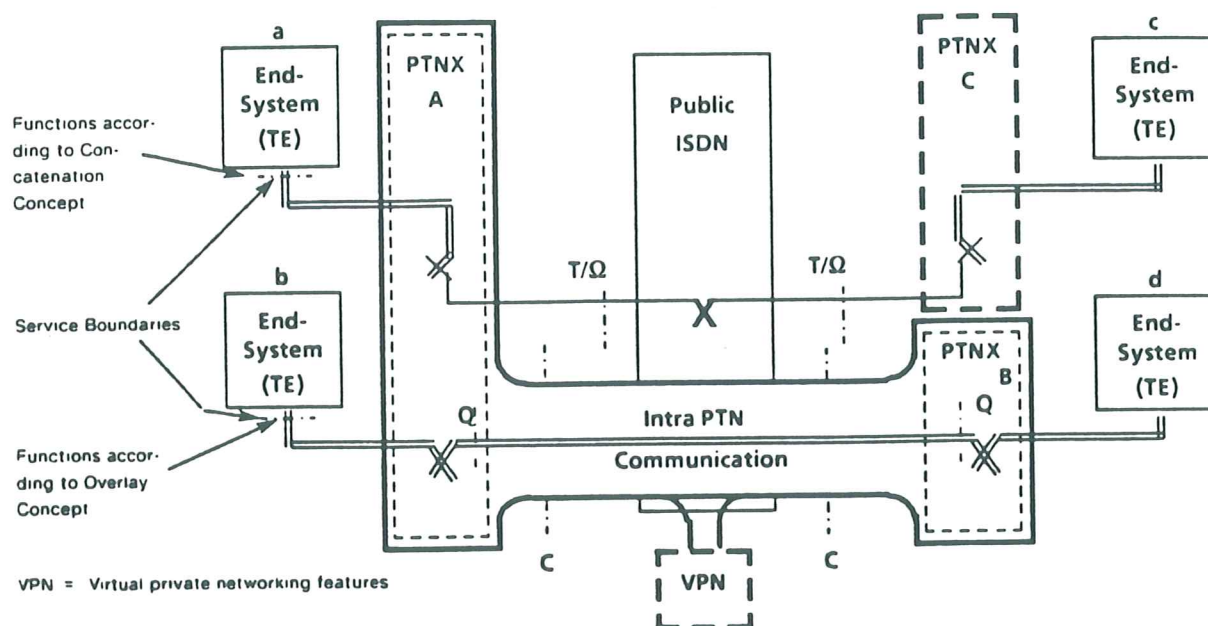 a
End-
System
(TE)
PTNX
A
Public
ISDN
PTNX
C
c
End-
System
(TE)
Functions accor-
ding to Con-
catenation
Concept
T/Ω
T/Ω
b
End-
System
(TE)
Service Boundaries
PTNX
B
d
End-
System
(TE)
Q
Intra PTN
Communication
Q
Functions accor-
ding to Overlay
Concept
C
C
VPN
VPN = Virtual private networking features